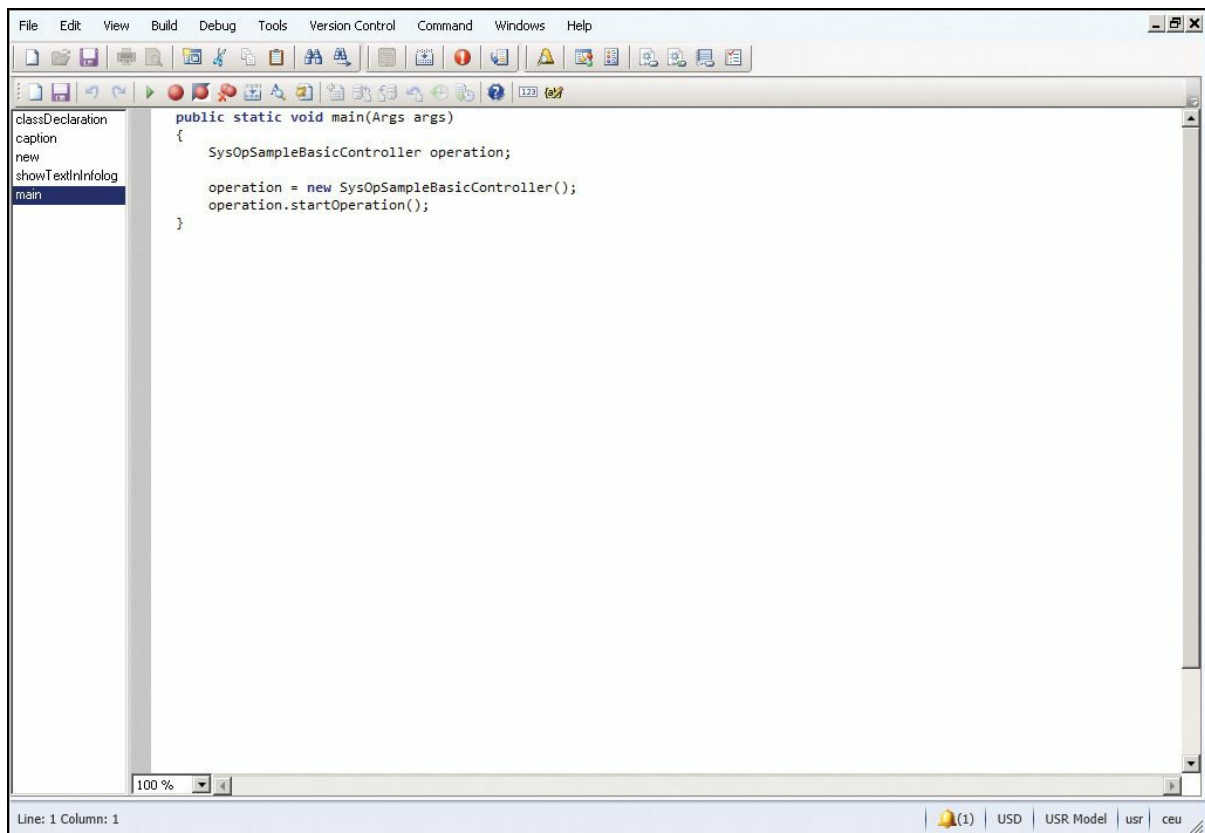 File Edit View Build Debug Tools Version Control Command Windows Help
123
classDeclaration
caption
new
showTextInInfolog
main
public static void main(Args args)
{
    SysOpSampleBasicController operation;
    operation = new SysOpSampleBasicController();
    operation.startOperation();
}
100 %
Line: 1 Column: 1
(1) USD USR Model usr ceu